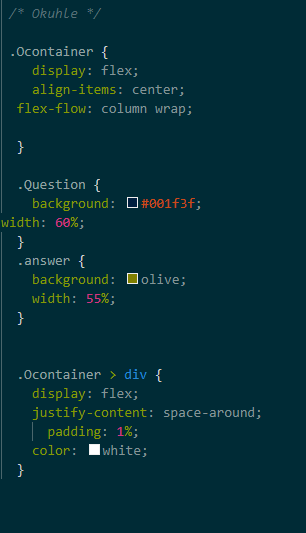 /* Okuhle */
.Ocontainer {
display: flex;
align-items: center;
flex-flow: column wrap;
}
.Question {
background: #001f3f;
width: 60%;
}
.answer {
background: olive;
width: 55%;
}
.Ocontainer > div {
display: flex;
justify-content: space-around;
padding: 1%;
color: white;
}